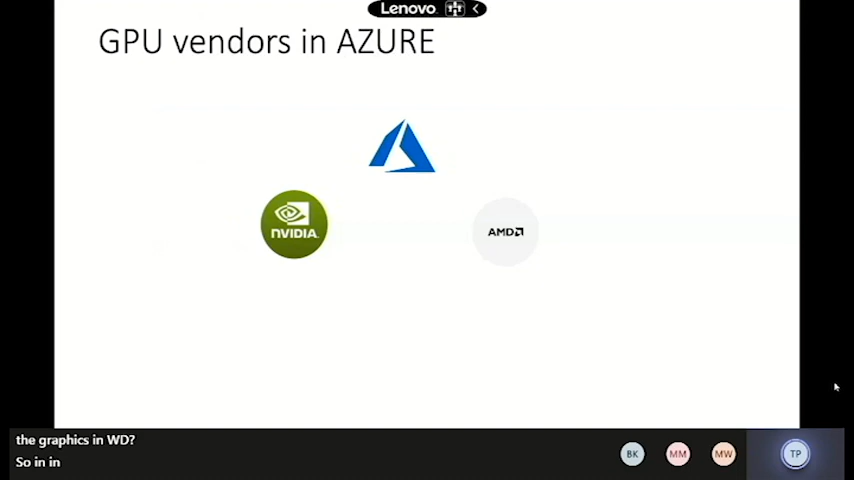 Lenovo
GPU vendors in AZURE
NVIDIA
AMD
the graphics in WD?
So in in
BK
MM
MW
TP